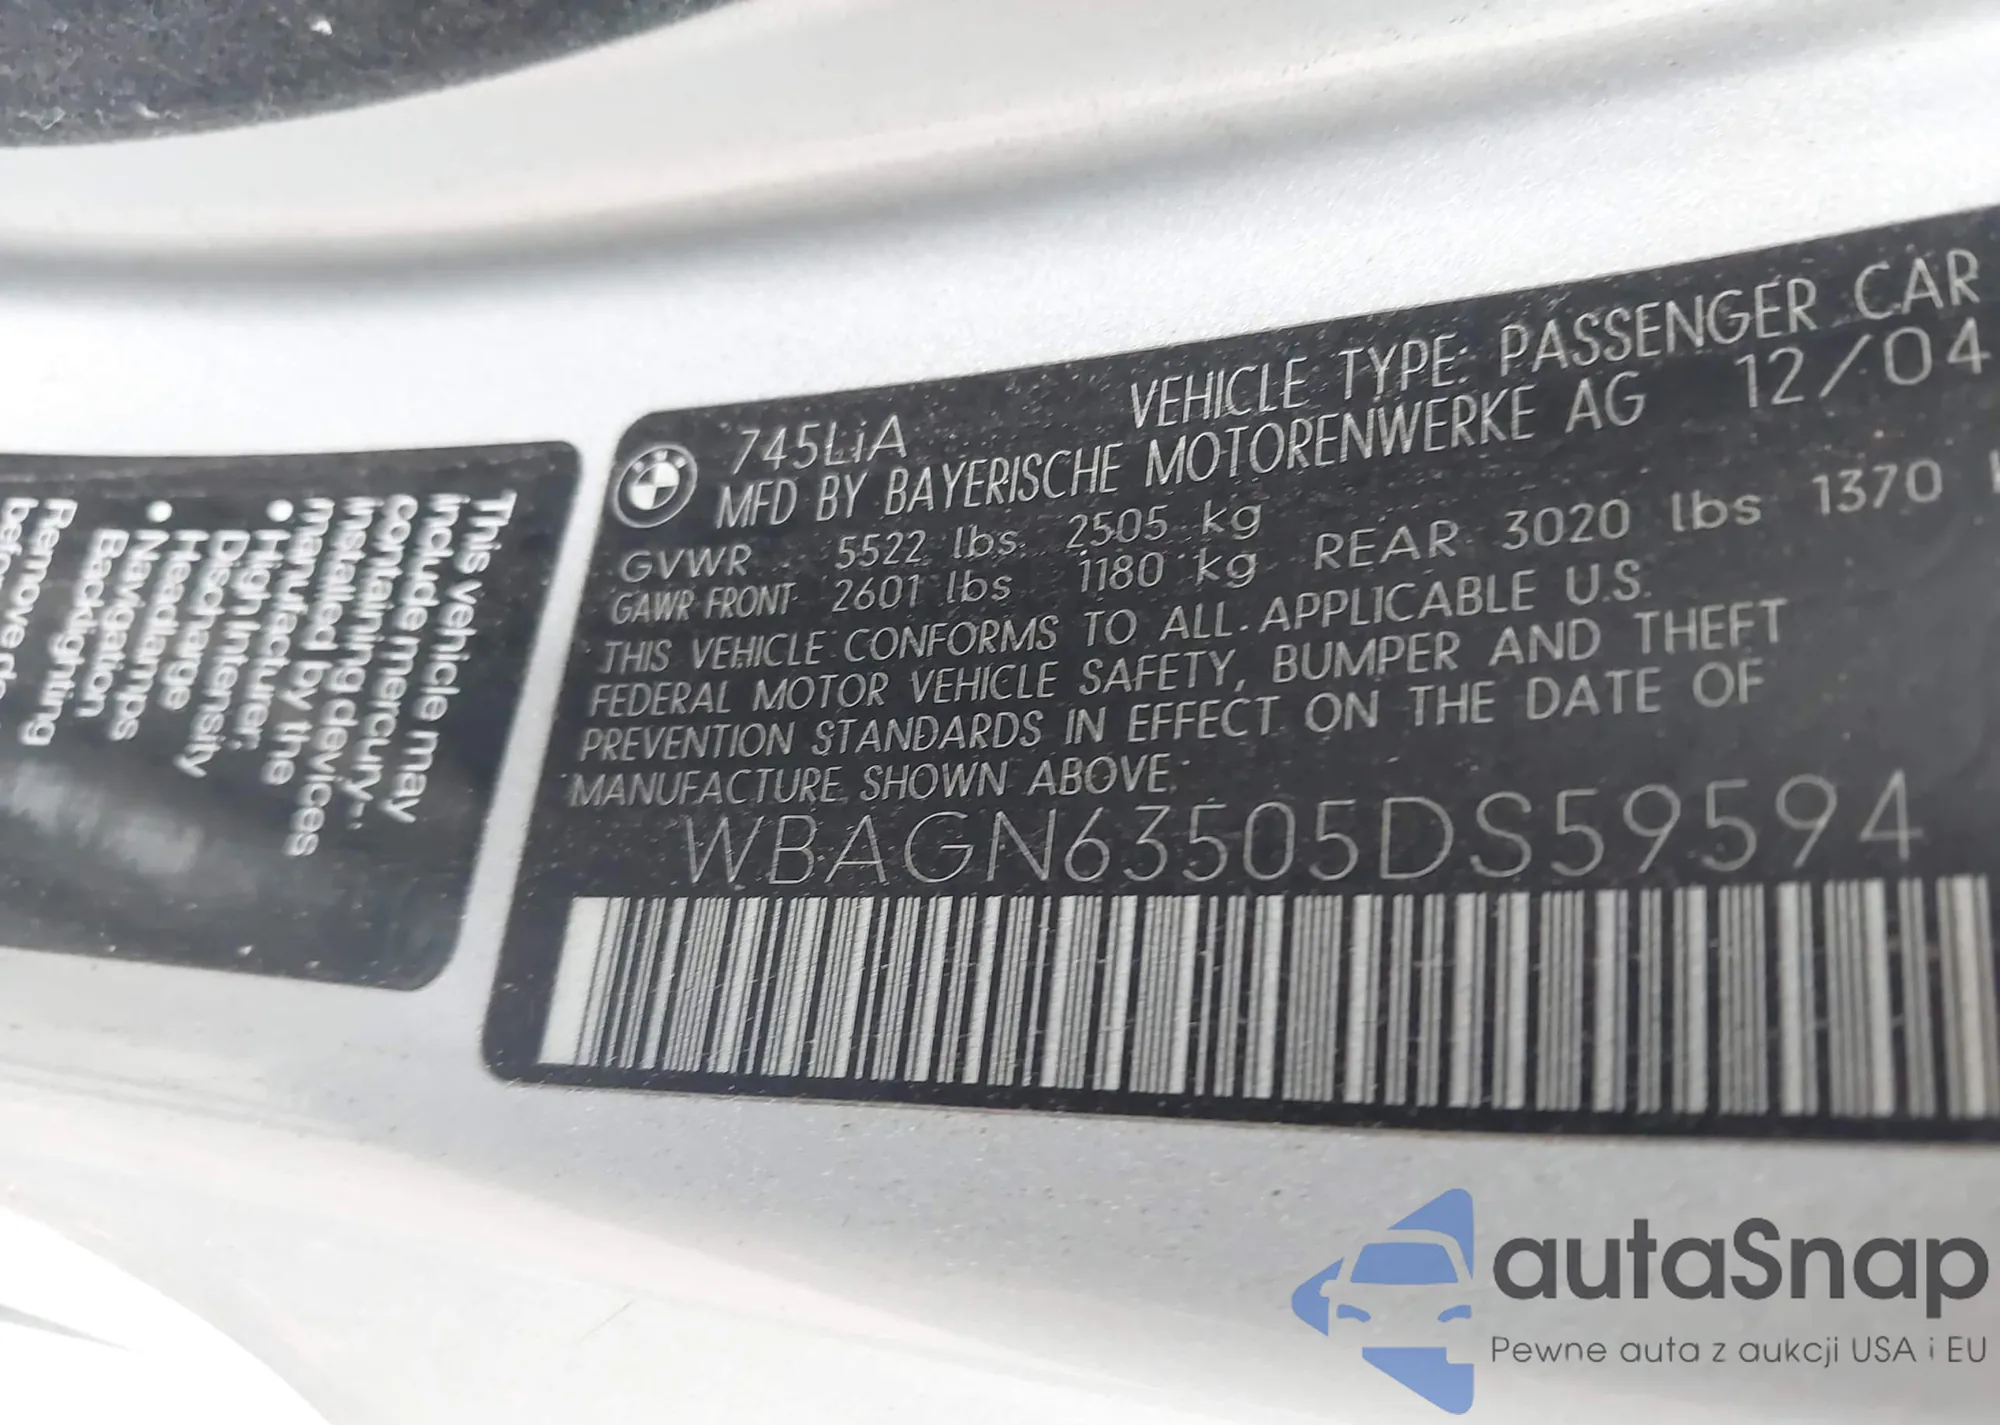 745LiA
VEHICLE TYPE: PASSENGER CAR
MFD BY BAYERISCHE MOTORENWERKE AG 12/04
GVWR 5522 lbs 2505 kg
GAWR FRONT 2601 lbs 1180 kg REAR 3020 lbs 1370
THIS VEHICLE CONFORMS TO ALL APPLICABLE U.S.
FEDERAL MOTOR VEHICLE SAFETY, BUMPER AND THEFT
PREVENTION STANDARDS IN EFFECT ON THE DATE OF
MANUFACTURE SHOWN ABOVE.
WBAGN63505DS59594
This vehicle may
include mercury-
containing devices
installed by the
manufacturer:
• High Intensity
Discharge
Headlamps
• Navigation
Backlighting
Remove
autaSnap
Pewne auta z aukcji USA i EU